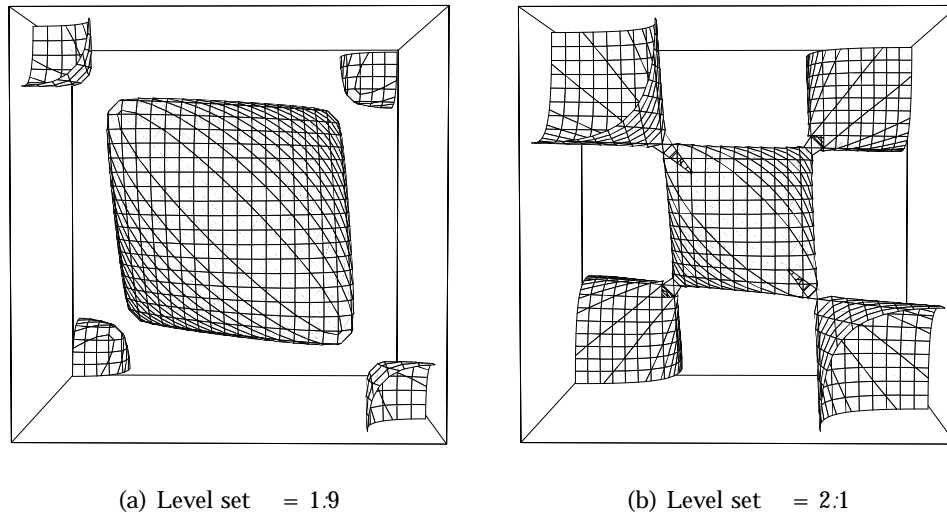 (a) Level set = 1:9
(b) Level set = 2:1